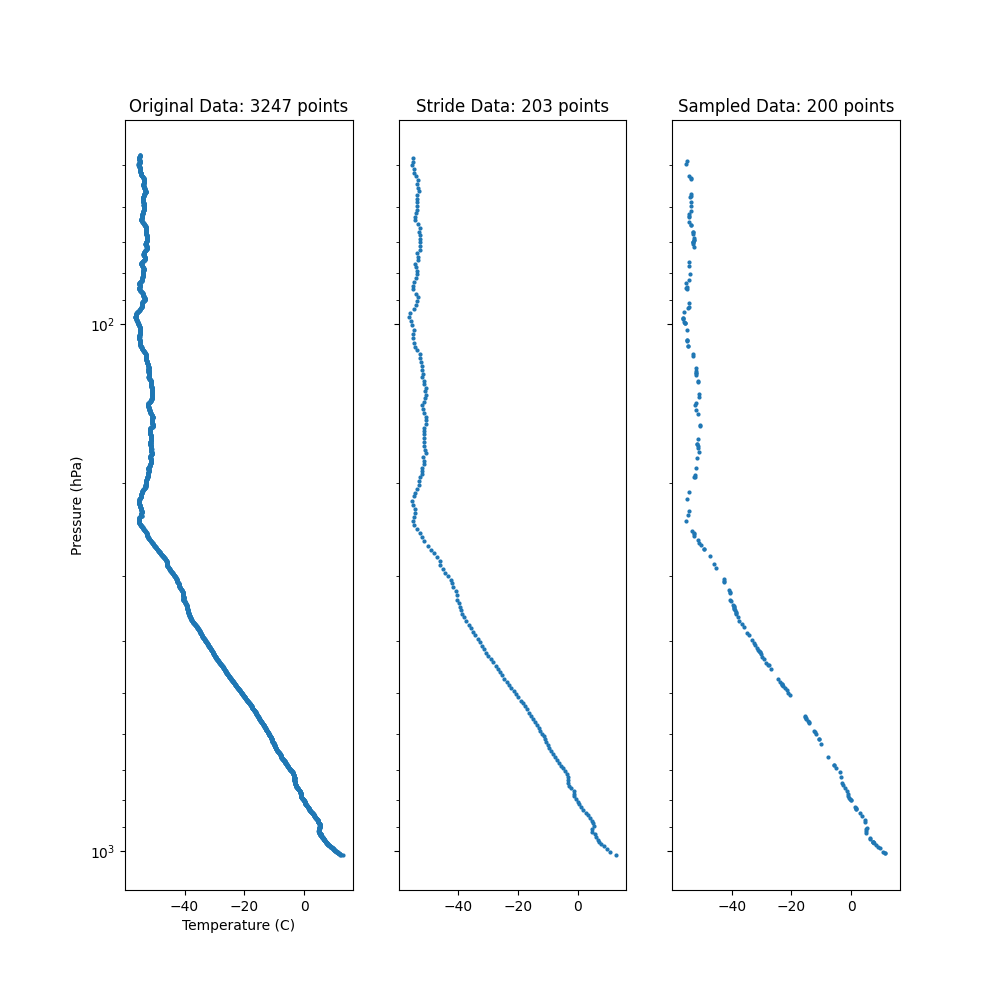 Original Data: 3247 points
Stride Data: 203 points
Sampled Data: 200 points
10²
10³
Pressure (hPa)
−40 −20 0
−40 −20 0
−40 −20 0
Temperature (C)